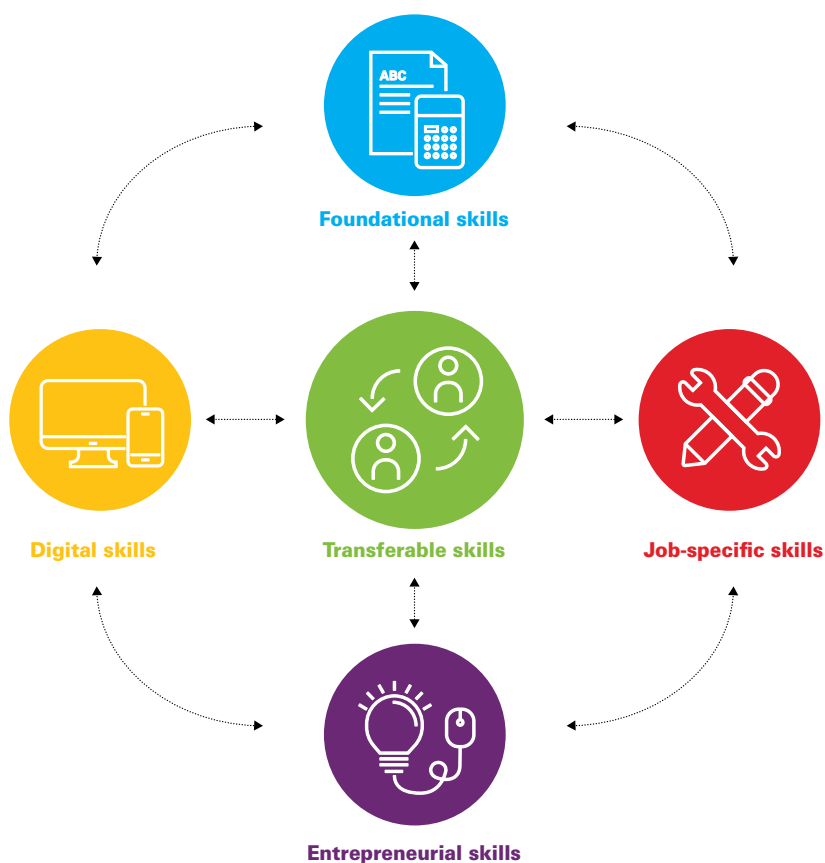 ABC
Foundational skills
Digital skills
Transferable skills
Job-specific skills
Entrepreneurial skills